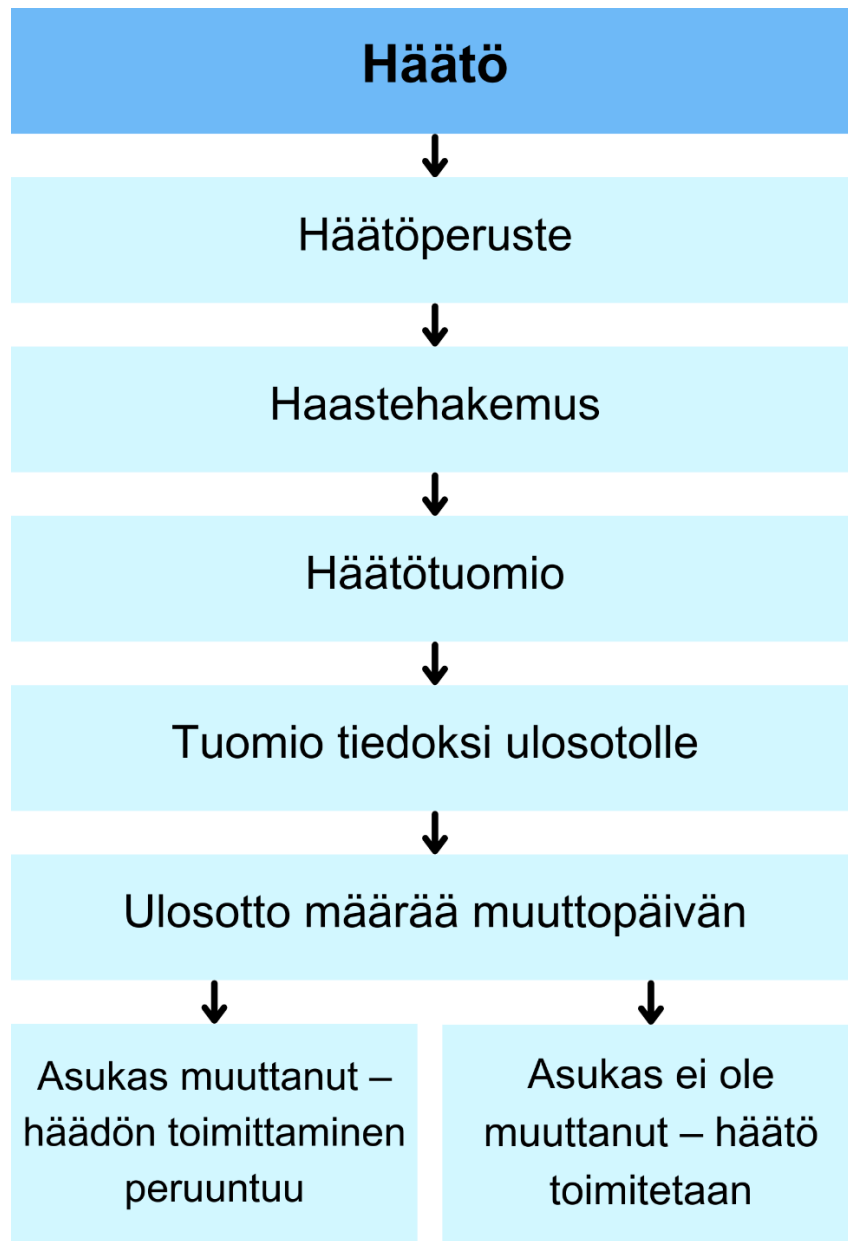 Häätö
Häätöperuste
Haastehakemus
Häätötuomio
Tuomio tiedoksi ulosotolle
Ulosotto määrää muuttopäivän
Asukas muuttanut –
häädön toimittaminen
peruuntuu
Asukas ei ole
muuttanut – häätö
toimitetaan